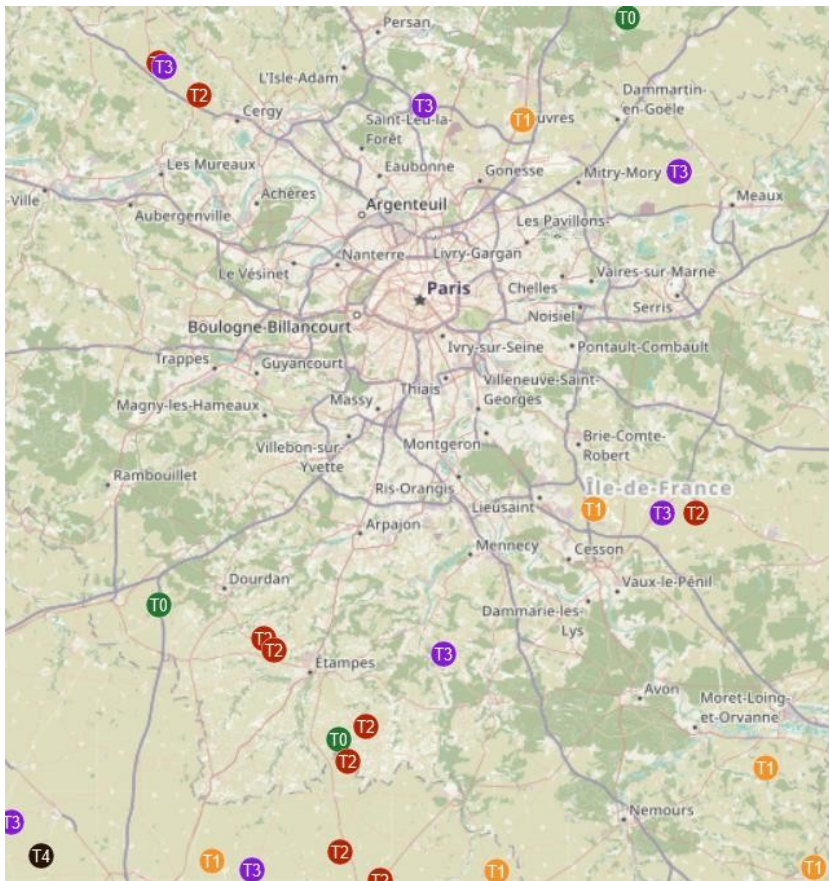 Persan
T0
T3
T2
L'Isle-Adam
Dammartin-
en-Goële
Cergy
T3
Saint-Leu-la-
Forêt
T1
uvres
Les Mureaux
Eaubonne
Gonesse
Mitry-Mory
T3
-Ville
Achères
Meaux
Aubergenville
Argenteuil
Les Pavillons-
Livry-Gargan
Nanterre
Le Vésinet
Chelles
Vaires-sur-Marne
Paris
Serris
Noisiel
Boulogne-Billancourt
Ivry-sur-Seine
Pontault-Combault
Trappes
Guyancourt
Thiais
Villeneuve-Saint-
Georges
Magny-les-Hameaux
Massy
Villebon-sur-
Yvette
Montgeron
Brie-Comte-
Robert
Rambouillet
Ris-Orangis
Île-de-France
Lieusaint
T1
T3
T2
Arpajon
Mennecy
Cesson
Dourdan
Vaux-le-Pénil
T0
Dammarie-les-
Lys
T2
T2
T3
Étampes
Avon
Moret-Loing-
et-Orvanne
T2
T0
T2
T1
Nemours
T3
T4
T1
T3
T2
T2
T1
T1